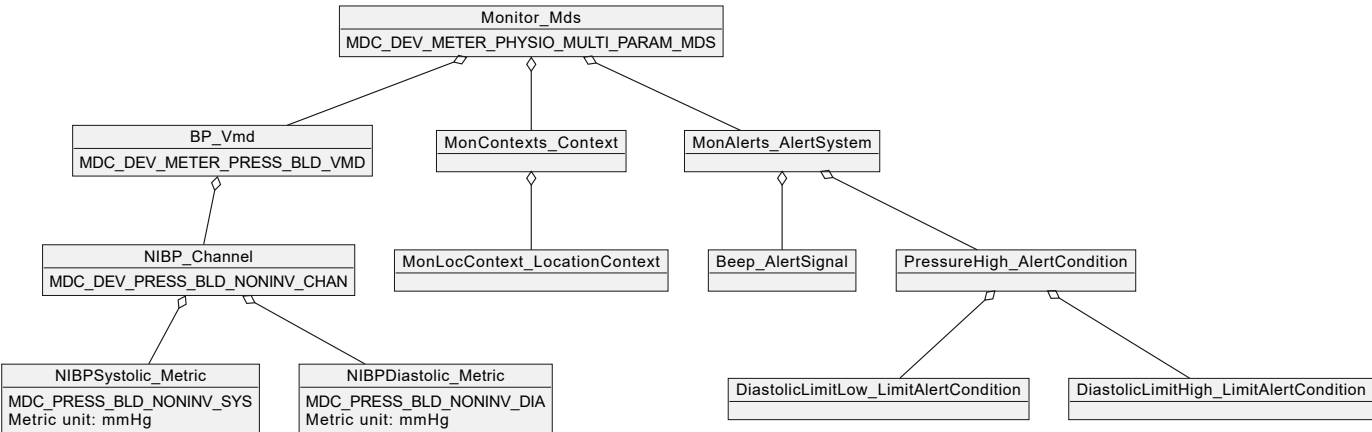 Monitor_Mds
MDC_DEV_METER_PHYSIO_MULTI_PARAM_MDS
BP_Vmd
MDC_DEV_METER_PRESS_BLD_VMD
MonContexts_Context
MonAlerts_AlertSystem
NIBP_Channel
MDC_DEV_PRESS_BLD_NONINV_CHAN
MonLocContext_LocationContext
Beep_AlertSignal
PressureHigh_AlertCondition
NIBPSystolic_Metric
MDC_PRESS_BLD_NONINV_SYS
Metric unit: mmHg
NIBPDiastolic_Metric
MDC_PRESS_BLD_NONINV_DIA
Metric unit: mmHg
DiastolicLimitLow_LimitAlertCondition
DiastolicLimitHigh_LimitAlertCondition